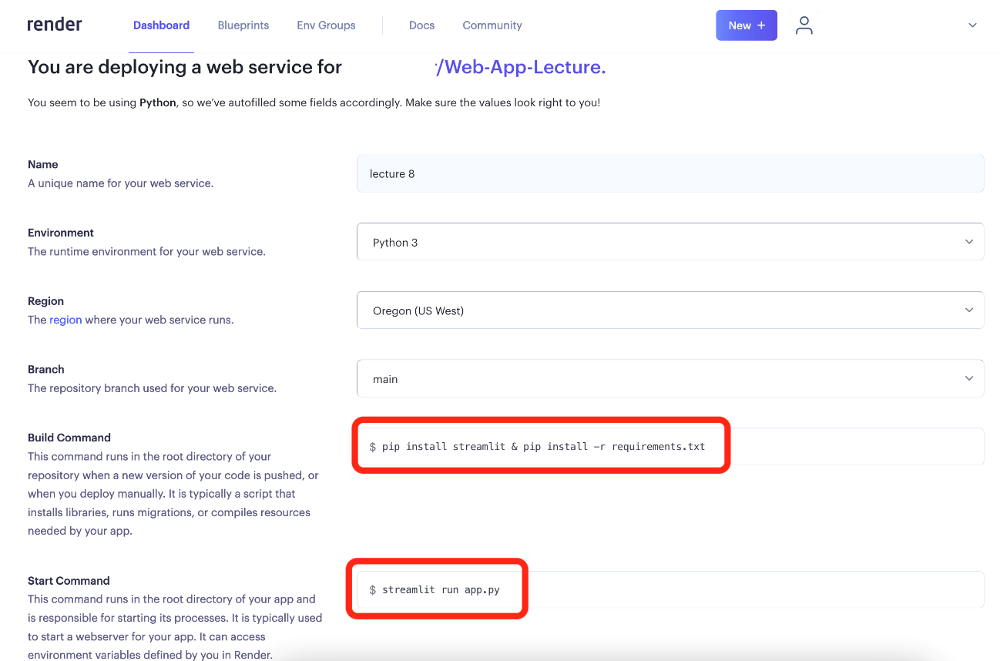 render
Dashboard
Blueprints
Env Groups
Docs
Community
New +
You are deploying a web service for /Web-App-Lecture.
You seem to be using Python, so we've autofilled some fields accordingly. Make sure the values look right to you!
Name
A unique name for your web service.
lecture 8
Environment
The runtime environment for your web service.
Python 3
Region
The region where your web service runs.
Oregon (US West)
Branch
The repository branch used for your web service.
main
Build Command
This command runs in the root directory of your
repository when a new version of your code is pushed, or
when you deploy manually. It is typically a script that
installs libraries, runs migrations, or compiles resources
needed by your app.
$ pip install streamlit & pip install -r requirements.txt
Start Command
This command runs in the root directory of your app and
is responsible for starting its processes. It is typically used
to start a webserver for your app. It can access
environment variables defined by you in Render.
$ streamlit run app.py